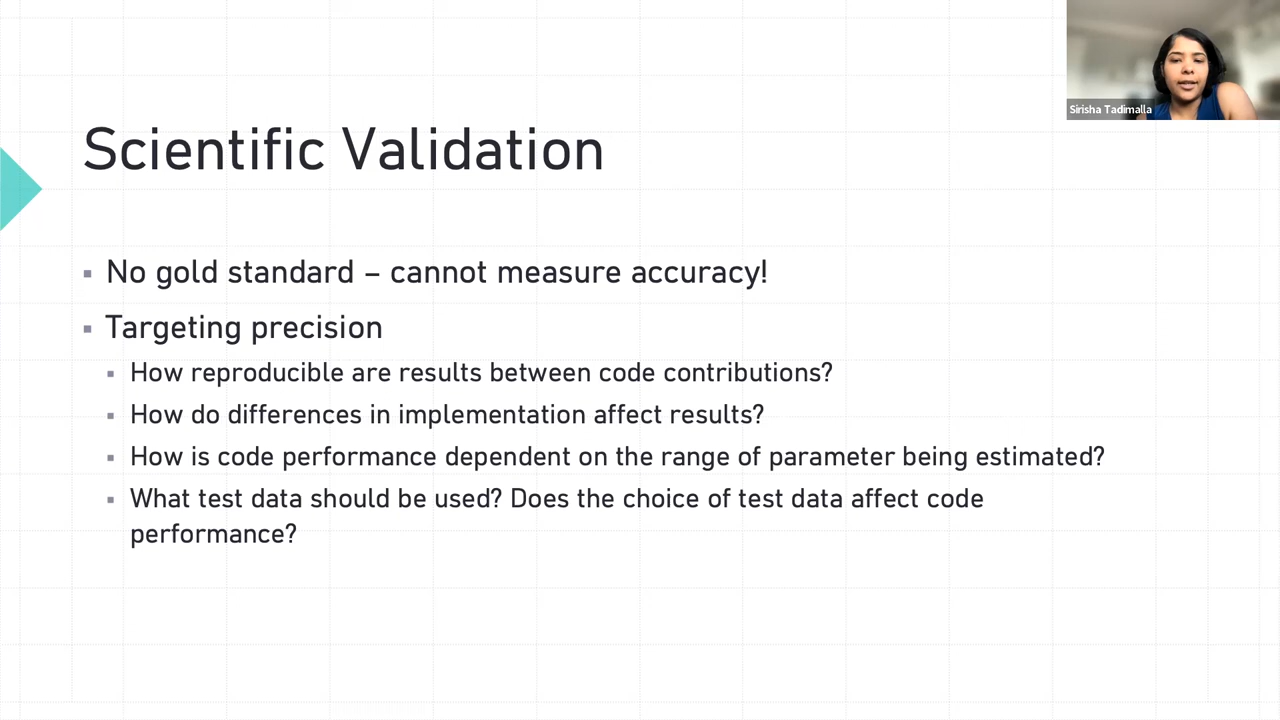 Sirisha Tadimalla
Scientific Validation
▪ No gold standard – cannot measure accuracy!
▪ Targeting precision
▪ How reproducible are results between code contributions?
▪ How do differences in implementation affect results?
▪ How is code performance dependent on the range of parameter being estimated?
▪ What test data should be used? Does the choice of test data affect code
performance?